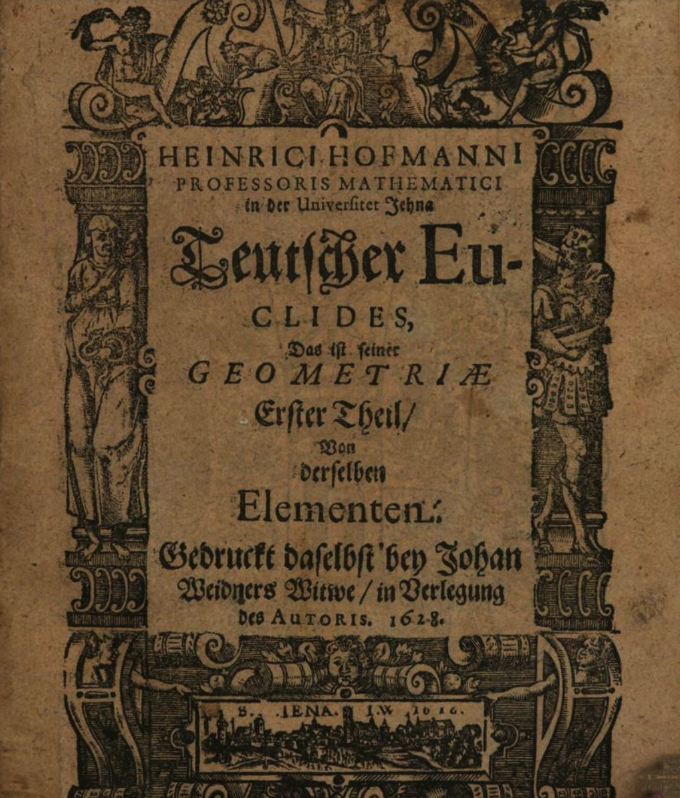 HEINRICI HOFMANNI
PROFESSORIS MATHEMATICI
in der Universitet Jehna
Teutscher Eu-
CLIDES,
Das ist seiner
GEOMETRIÆ
Erster Theil/
Von
derselben
Elementen.
Gedruckt daselbst bey Johan
Weidners Witwe / in Verlegung
des AUTORIS. 1628.
IENA. I.W 1616.